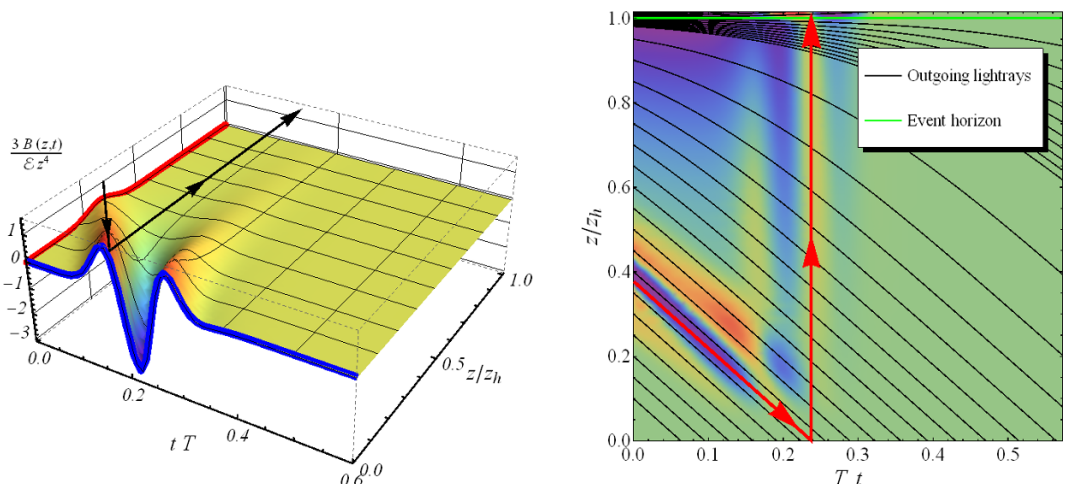 3 B (z,t)
ℰ z⁴
1
0
−1
−2
−3
0.0
0.2
0.4
0.6
t T
0.0
0.5
1.0
z/z_h
1.0
0.8
0.6
0.4
0.2
0.0
z/z_h
Outgoing lightrays
Event horizon
0.0 0.1 0.2 0.3 0.4 0.5
T t